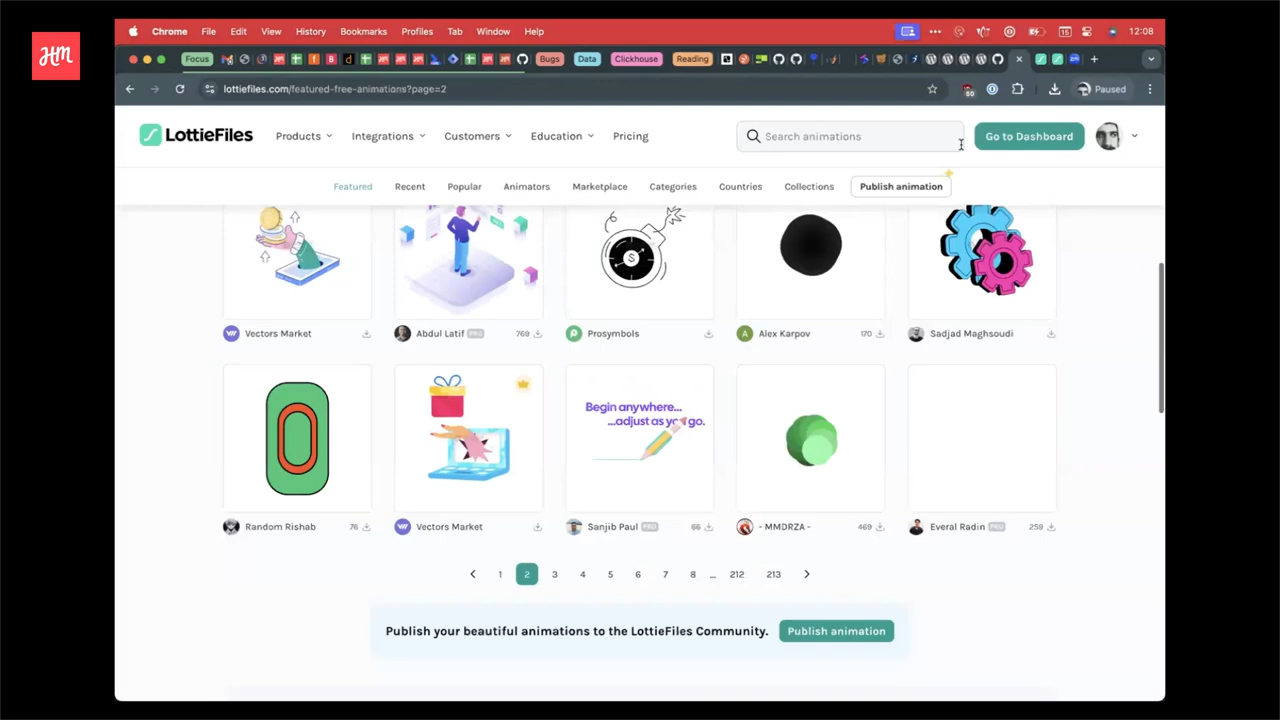 HM
Chrome File Edit View History Bookmarks Profiles Tab Window Help 12:08
Focus Bugs Data Clickhouse Reading
lottiefiles.com/featured-free-animations?page=2 Paused
LottieFiles Products Integrations Customers Education Pricing Search animations Go to Dashboard
Featured Recent Popular Animators Marketplace Categories Countries Collections Publish animation
$
Vectors Market Abdul Latif PRO 769 Prosymbols Alex Karpov 170 Sadjad Maghsoudi
Begin anywhere...
...adjust as you go.
Random Rishab 76 Vectors Market Sanjib Paul PRO 66 - MMDRZA - 469 Everal Radin PRO 259
1 2 3 4 5 6 7 8 ... 212 213
Publish your beautiful animations to the LottieFiles Community. Publish animation